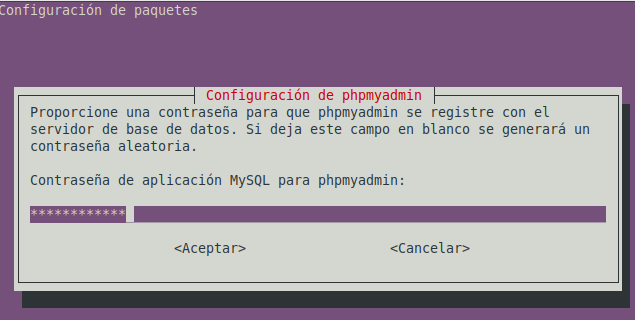 Configuración de paquetes
Configuración de phpmyadmin
Proporcione una contraseña para que phpmyadmin se registre con el
servidor de base de datos. Si deja este campo en blanco se generará un
contraseña aleatoria.
Contraseña de aplicación MySQL para phpmyadmin:
************
<Aceptar> <Cancelar>